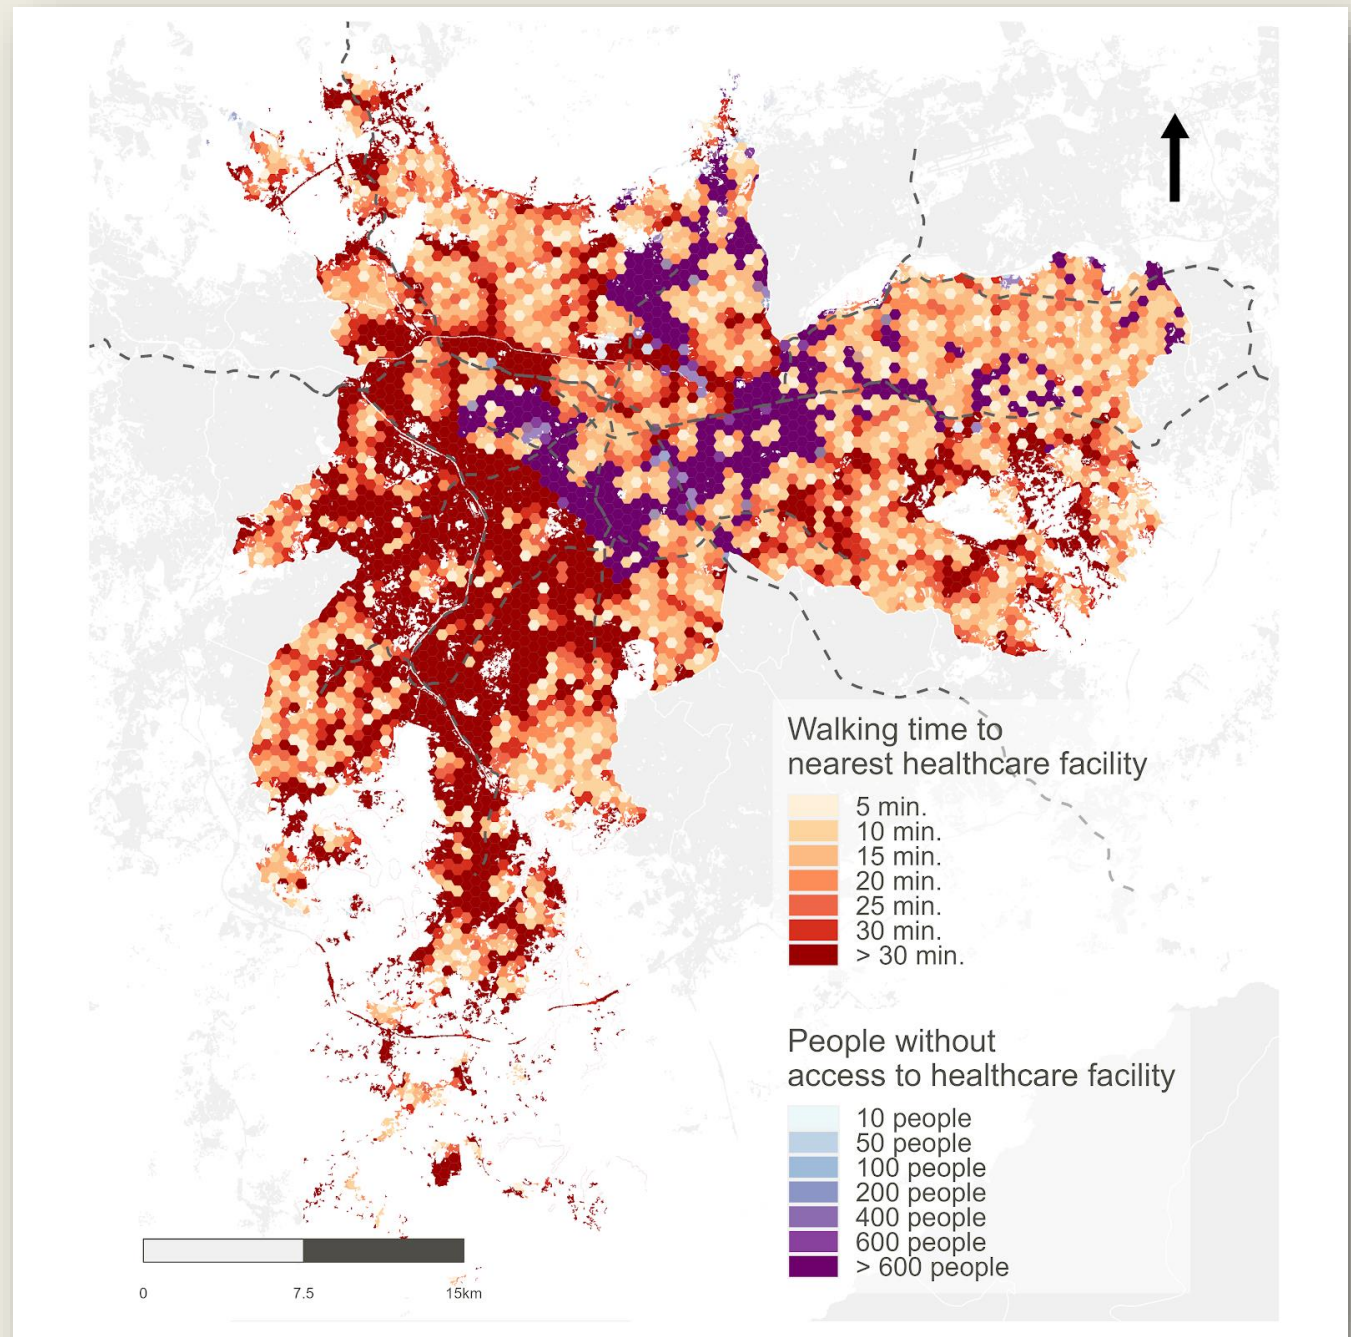 Walking time to
nearest healthcare facility
5 min.
10 min.
15 min.
20 min.
25 min.
30 min.
> 30 min.
People without
access to healthcare facility
10 people
50 people
100 people
200 people
400 people
600 people
> 600 people
0 7.5 15km